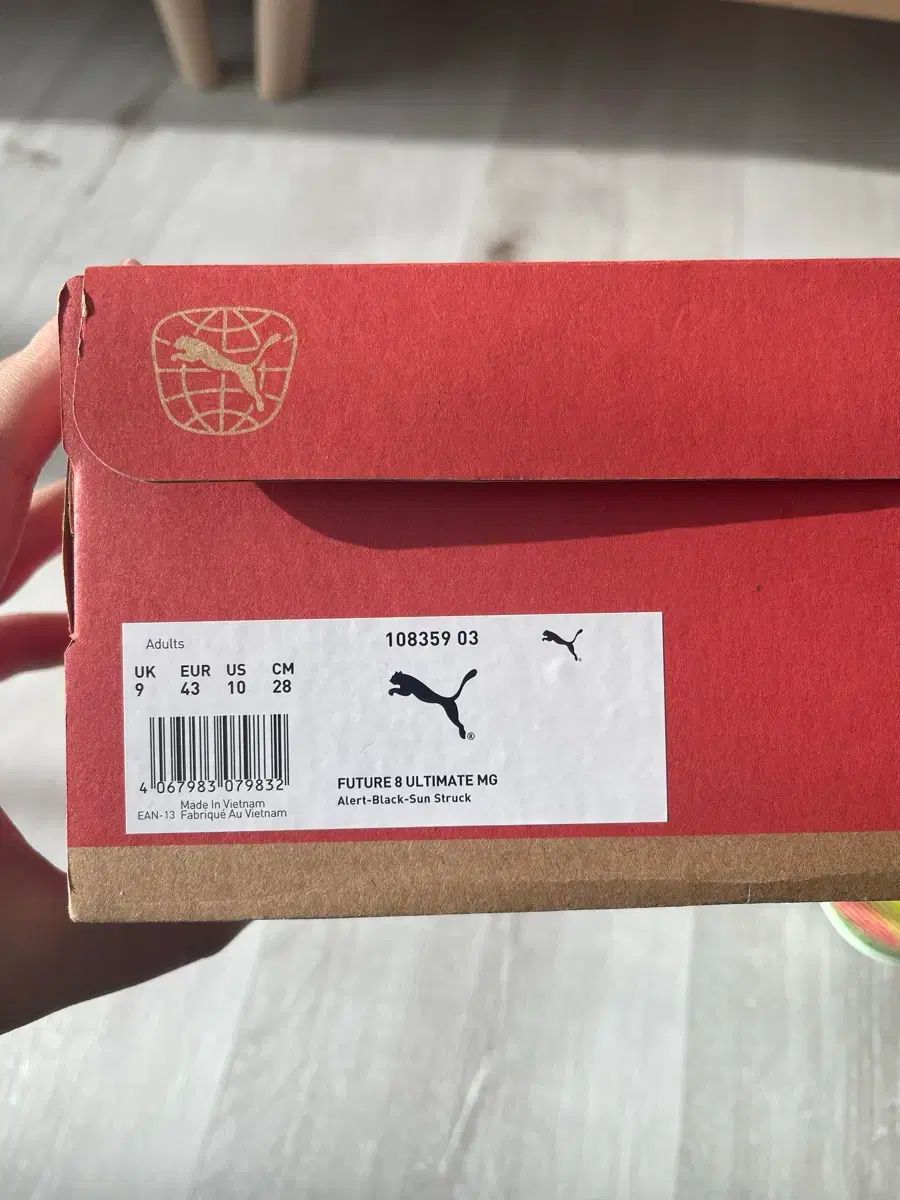 Adults
108359 03
UK EUR US CM
9 43 10 28
®
®
4 067983 079832
Made In Vietnam
EAN-13 Fabriqué Au Vietnam
FUTURE 8 ULTIMATE MG
Alert-Black-Sun Struck